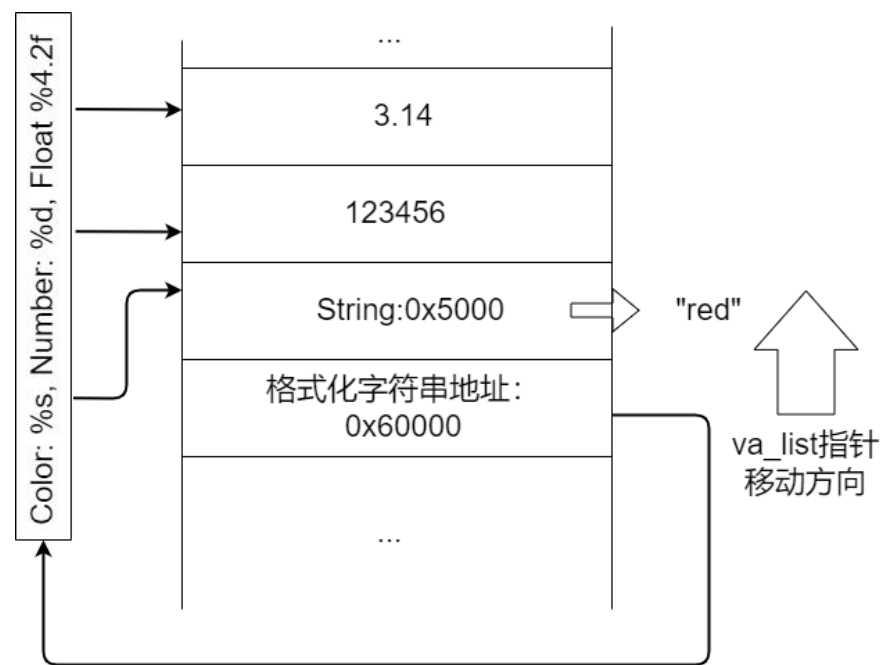 Color: %s, Number: %d, Float %4.2f
...
3.14
123456
String:0x5000
"red"
格式化字符串地址:
0x60000
va_list指针
移动方向
...